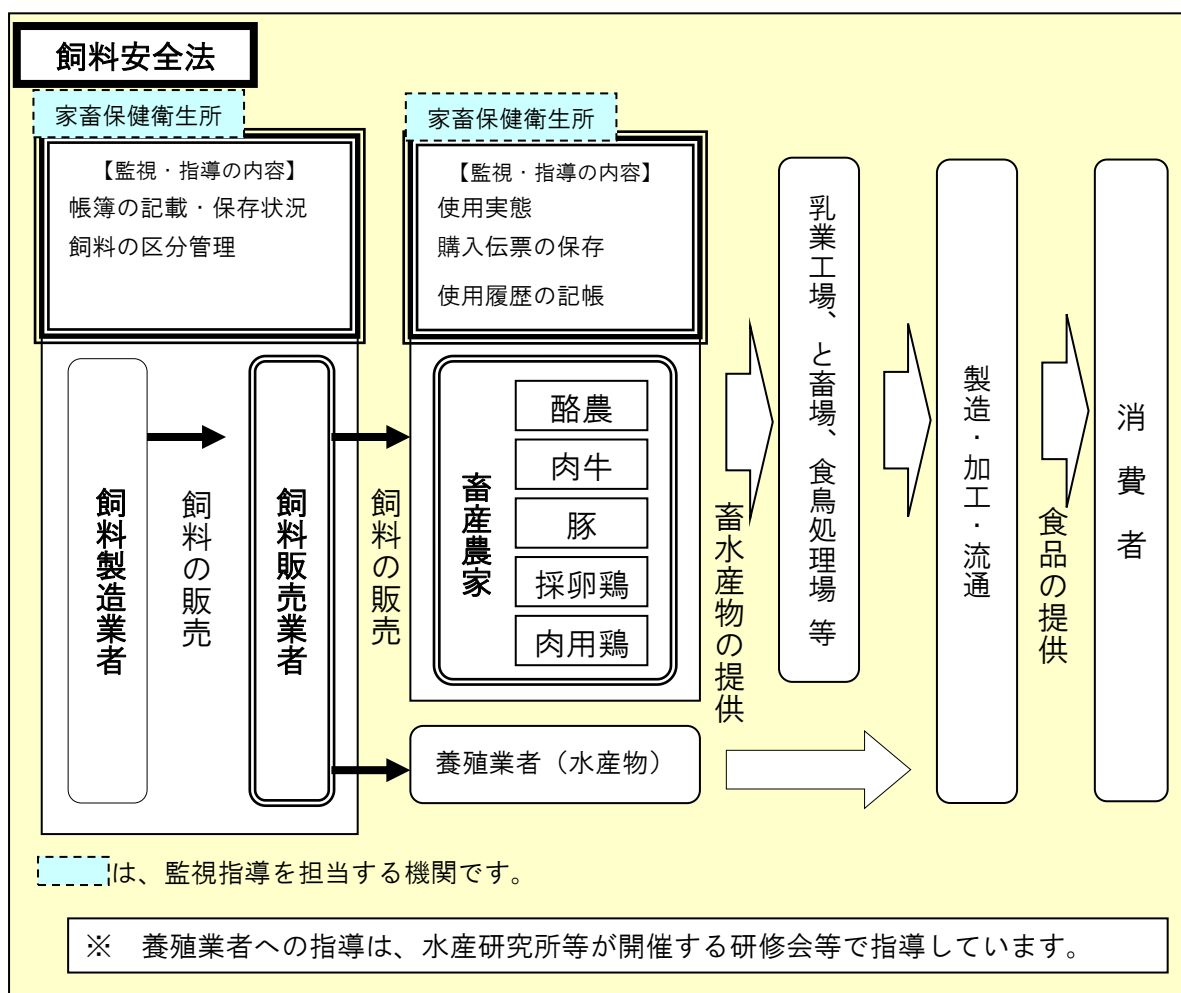 飼料安全法
家畜保健衛生所
【監視・指導の内容】
帳簿の記載・保存状況
飼料の区分管理
家畜保健衛生所
【監視・指導の内容】
使用実態
購入伝票の保存
使用履歴の記帳
飼料製造業者
飼料の販売
飼料販売業者
飼料の販売
畜産農家
酪農
肉牛
豚
採卵鶏
肉用鶏
養殖業者（水産物）
畜水産物の提供
乳業工場、と畜場、食鳥処理場 等
製造・加工・流通
食品の提供
消費者
は、監視指導を担当する機関です。
※　養殖業者への指導は、水産研究所等が開催する研修会等で指導しています。